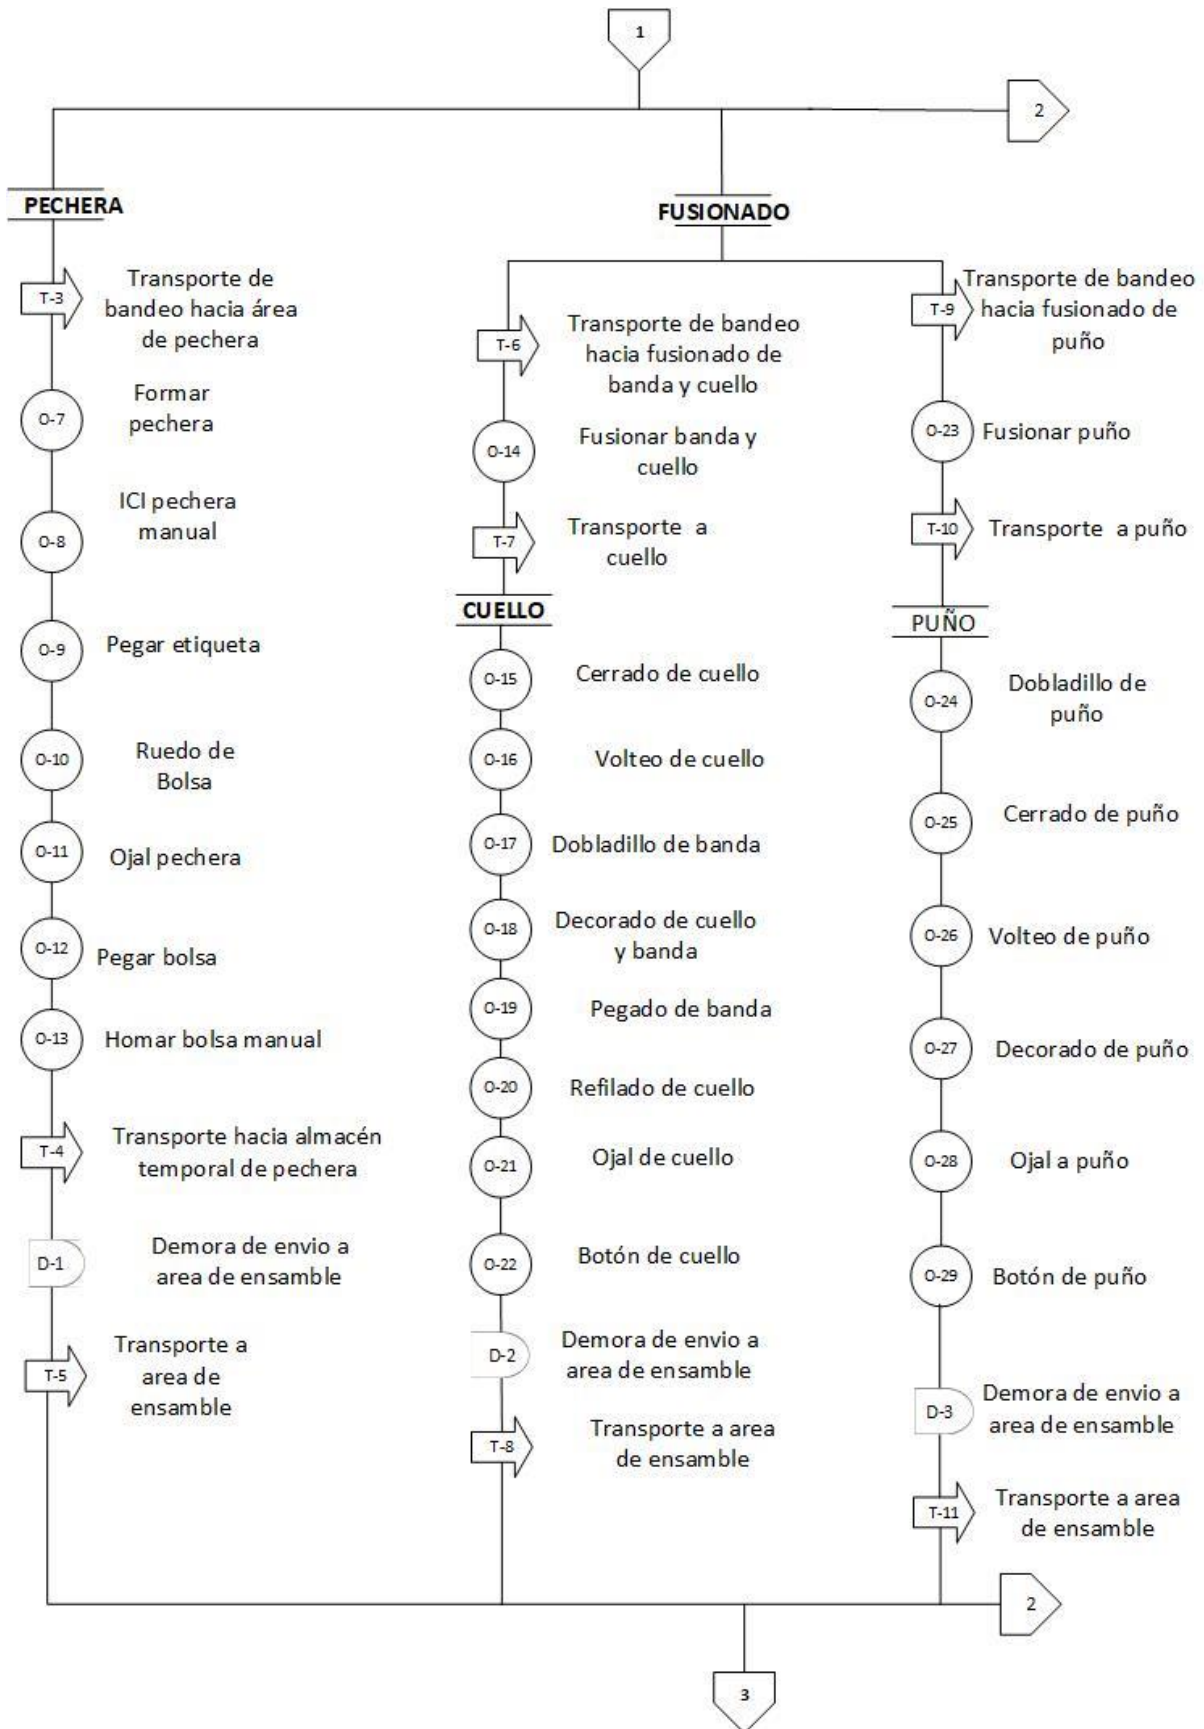 1
2
PECHERA
T-3
Transporte de
bandeo hacia área
de pechera
O-7
Formar
pechera
O-8
ICI pechera
manual
O-9
Pegar etiqueta
O-10
Ruedo de
Bolsa
O-11
Ojal pechera
O-12
Pegar bolsa
O-13
Homar bolsa manual
T-4
Transporte hacia almacén
temporal de pechera
D-1
Demora de envio a
area de ensamble
T-5
Transporte a
area de
ensamble
FUSIONADO
T-6
Transporte de bandeo
hacia fusionado de
banda y cuello
O-14
Fusionar banda y
cuello
T-7
Transporte a
cuello
CUELLO
O-15
Cerrado de cuello
O-16
Volteo de cuello
O-17
Dobladillo de banda
O-18
Decorado de cuello
y banda
O-19
Pegado de banda
O-20
Refilado de cuello
O-21
Ojal de cuello
O-22
Botón de cuello
D-2
Demora de envio a
area de ensamble
T-8
Transporte a area
de ensamble
T-9
Transporte de bandeo
hacia fusionado de
puño
O-23
Fusionar puño
T-10
Transporte a puño
PUÑO
O-24
Dobladillo de
puño
O-25
Cerrado de puño
O-26
Volteo de puño
O-27
Decorado de puño
O-28
Ojal a puño
O-29
Botón de puño
D-3
Demora de envio a
area de ensamble
T-11
Transporte a area
de ensamble
2
3